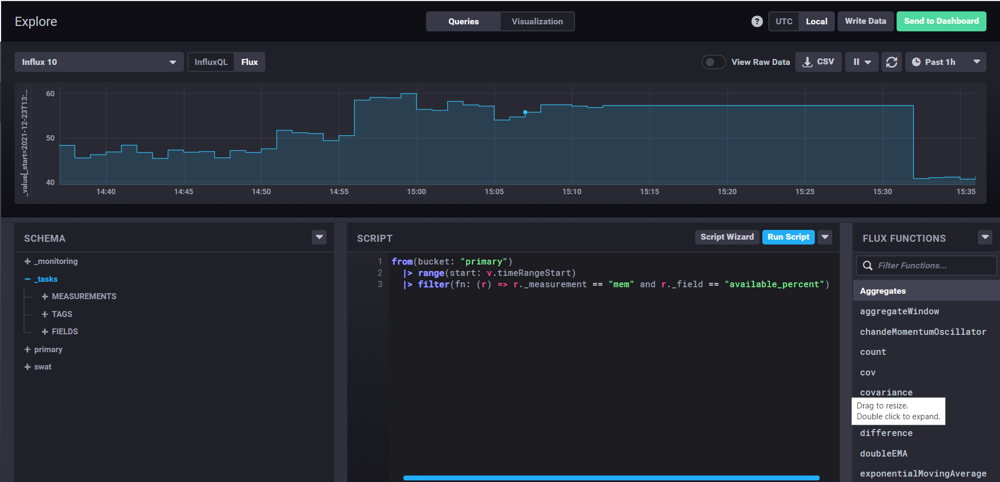 Explore
Queries
Visualization
?
UTC
Local
Write Data
Send to Dashboard
Influx 10
InfluxQL
Flux
View Raw Data
CSV
Past 1h
_value[_start=2021-12-23T13:...
60
50
40
14:40
14:45
14:50
14:55
15:00
15:05
15:10
15:15
15:20
15:25
15:30
15:35
SCHEMA
_monitoring
_tasks
MEASUREMENTS
TAGS
FIELDS
primary
swat
SCRIPT
Script Wizard
Run Script
1 from(bucket: "primary")
2   |> range(start: v.timeRangeStart)
3   |> filter(fn: (r) => r._measurement == "mem" and r._field == "available_percent")
FLUX FUNCTIONS
Filter Functions...
Aggregates
aggregateWindow
chandeMomentumOscillator
count
cov
covariance
Drag to resize.
Double click to expand.
difference
doubleEMA
exponentialMovingAverage